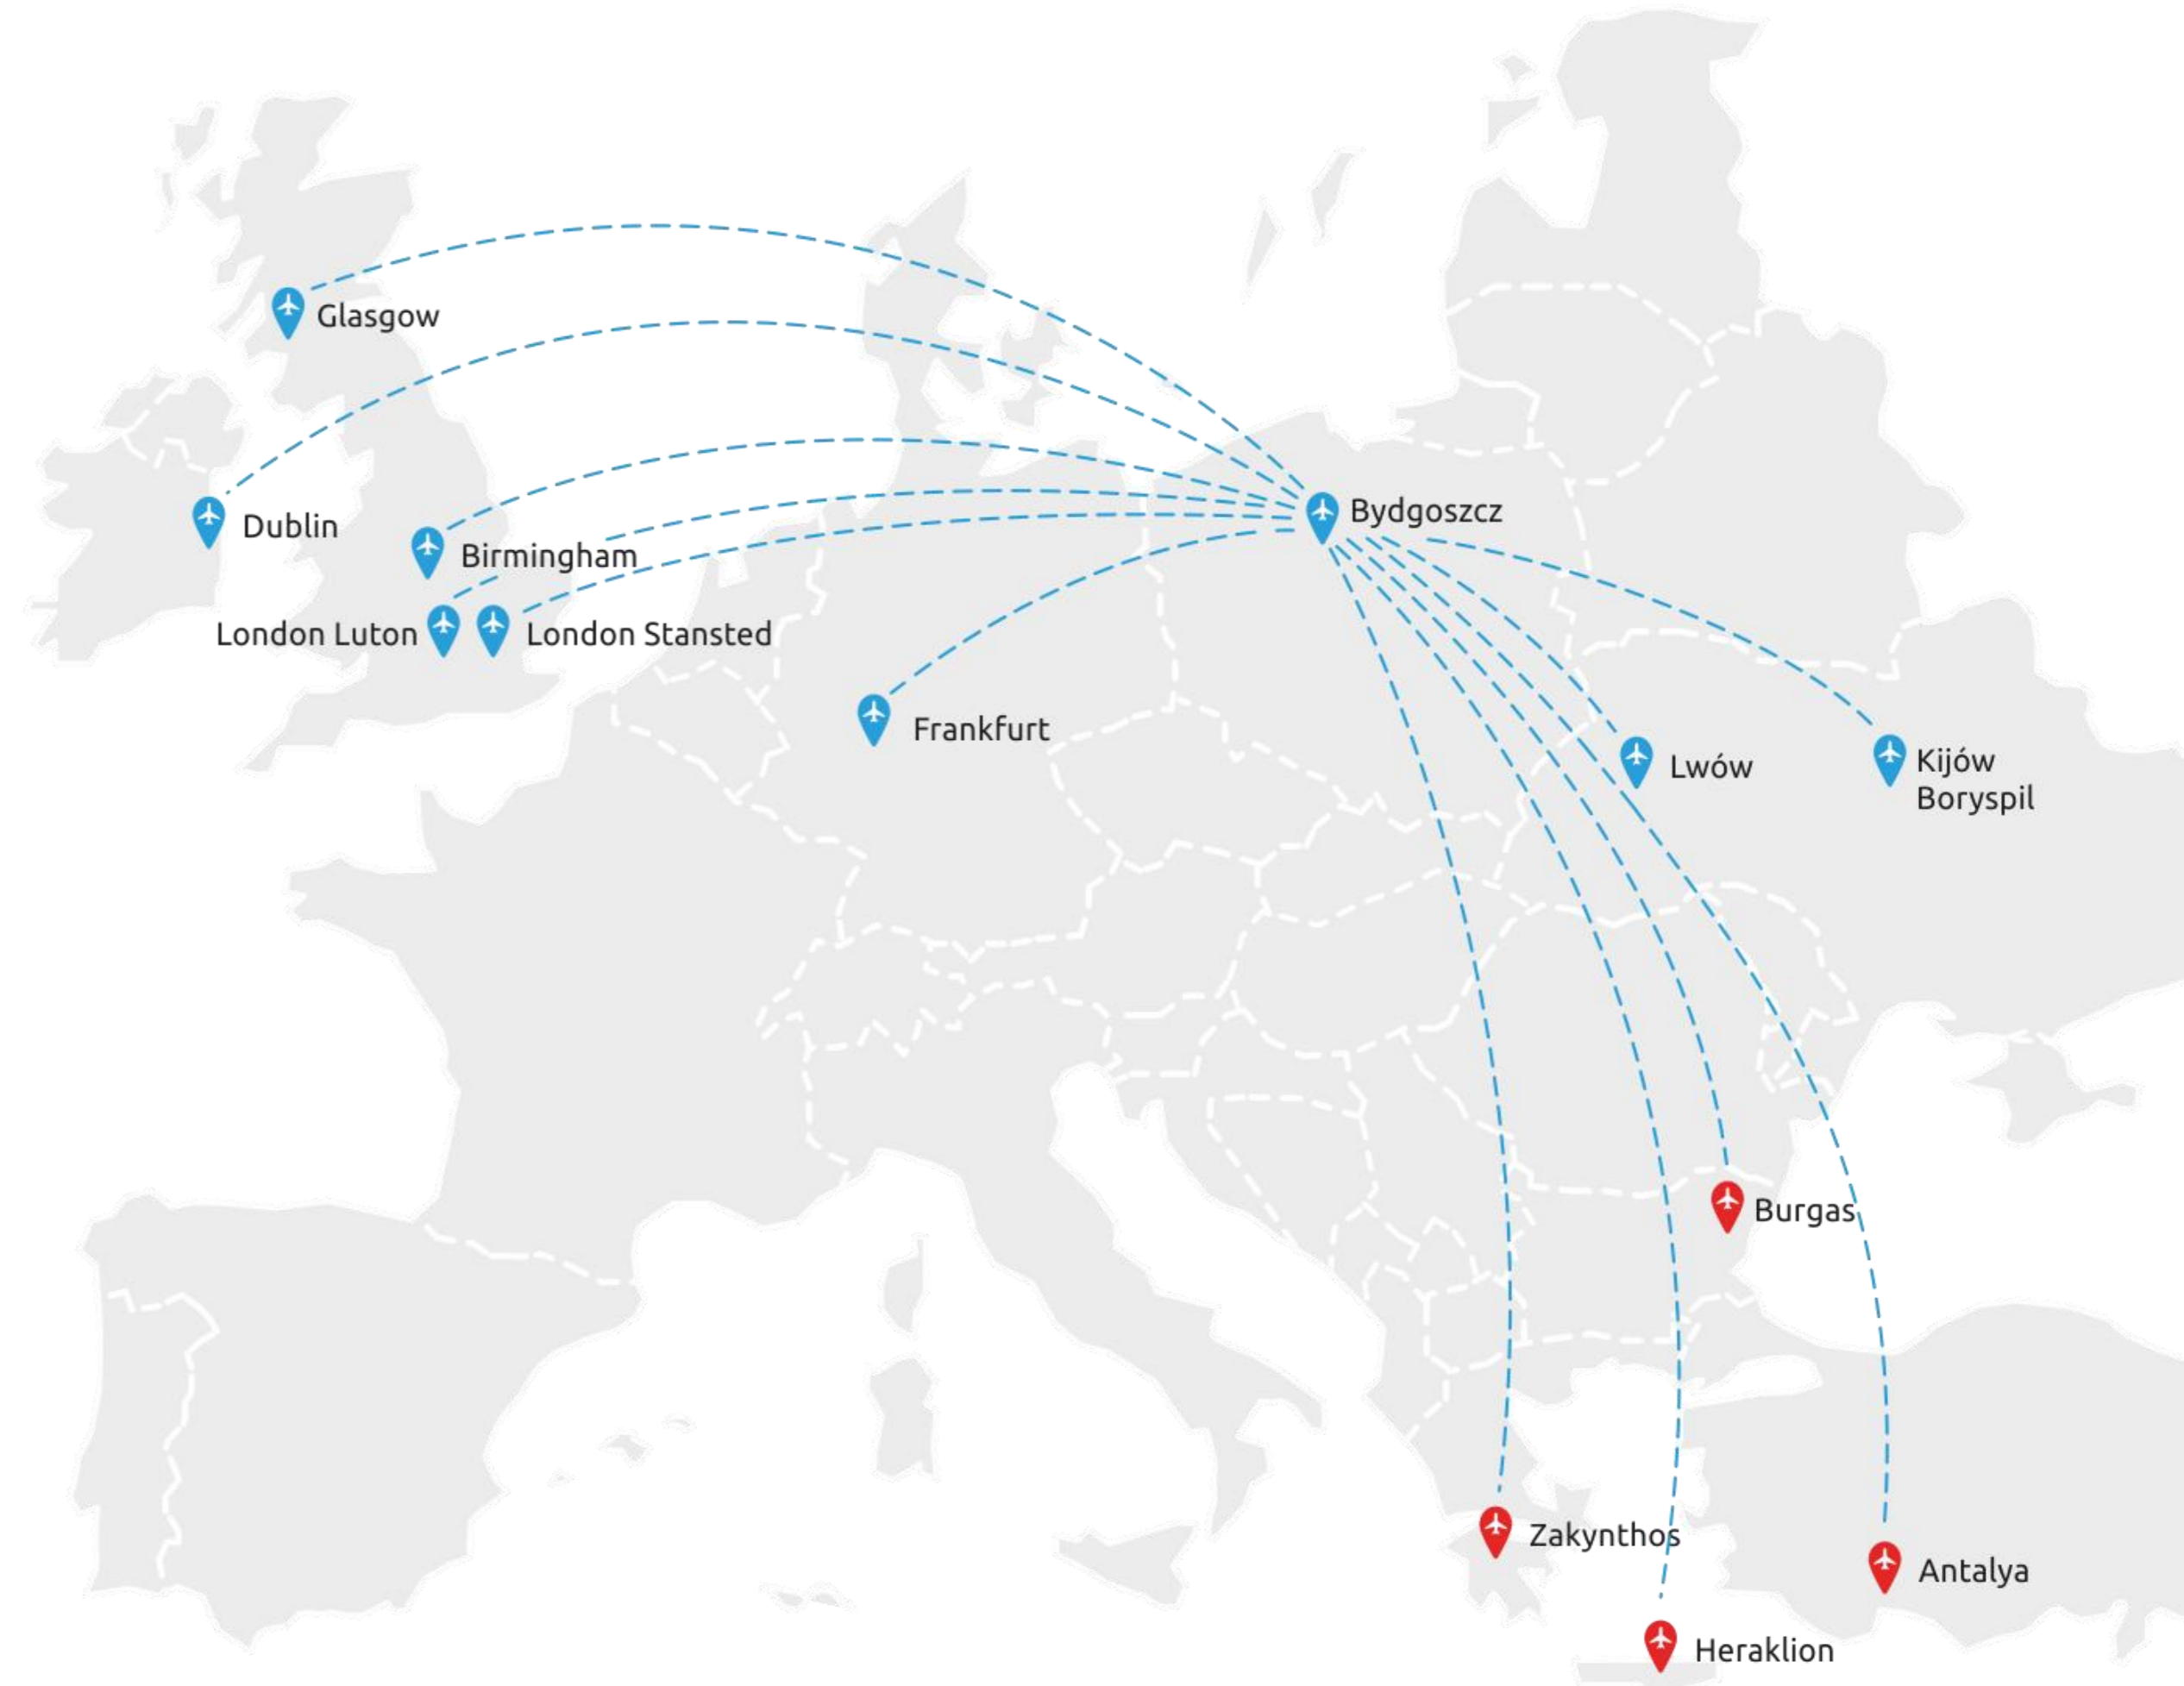 Glasgow
Bydgoszcz
Dublin
Birmingham
London Luton
London Stansted
Frankfurt
Lwów
Kijów
Boryspil
Burgas
Zakynthos
Antalya
Heraklion